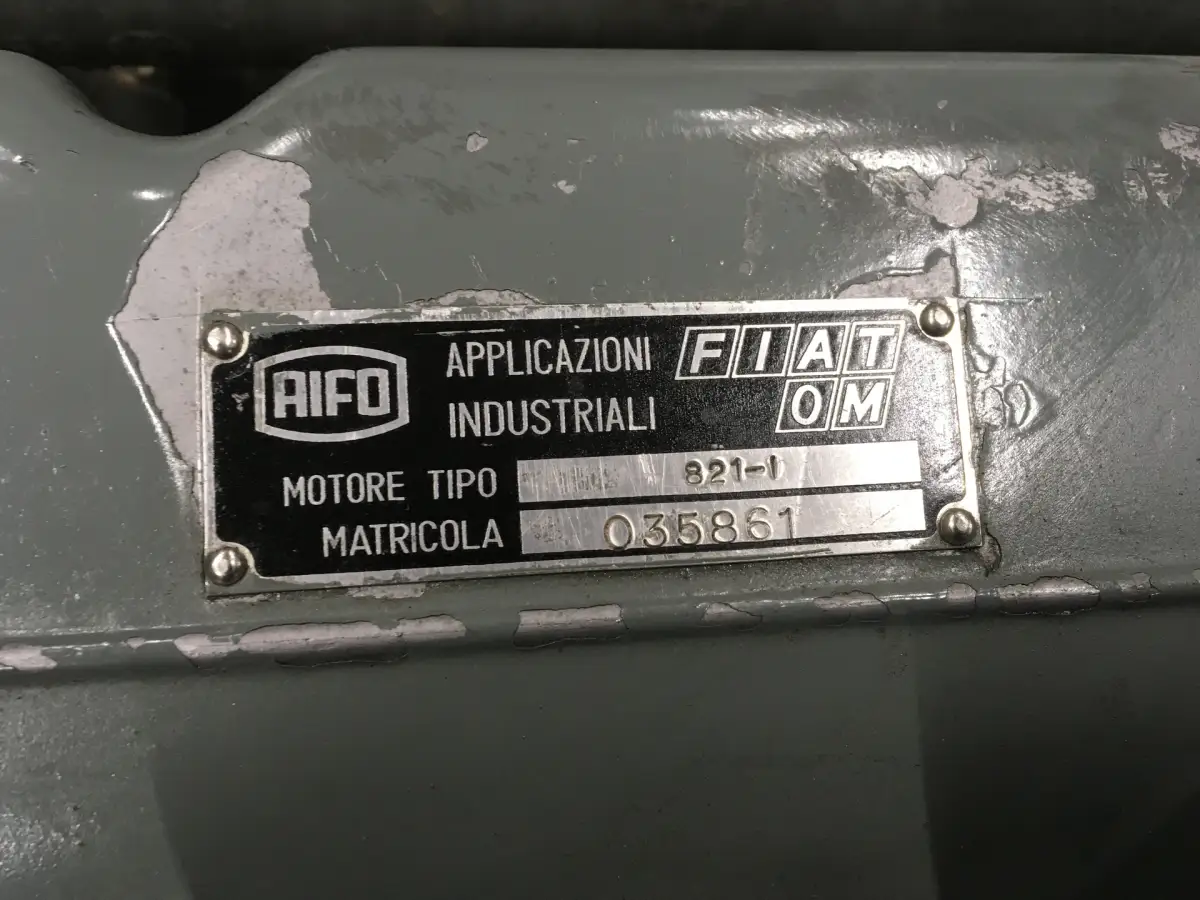 AIFO
APPLICAZIONI
INDUSTRIALI
FIAT
OM
MOTORE TIPO 821-I
MATRICOLA 035861